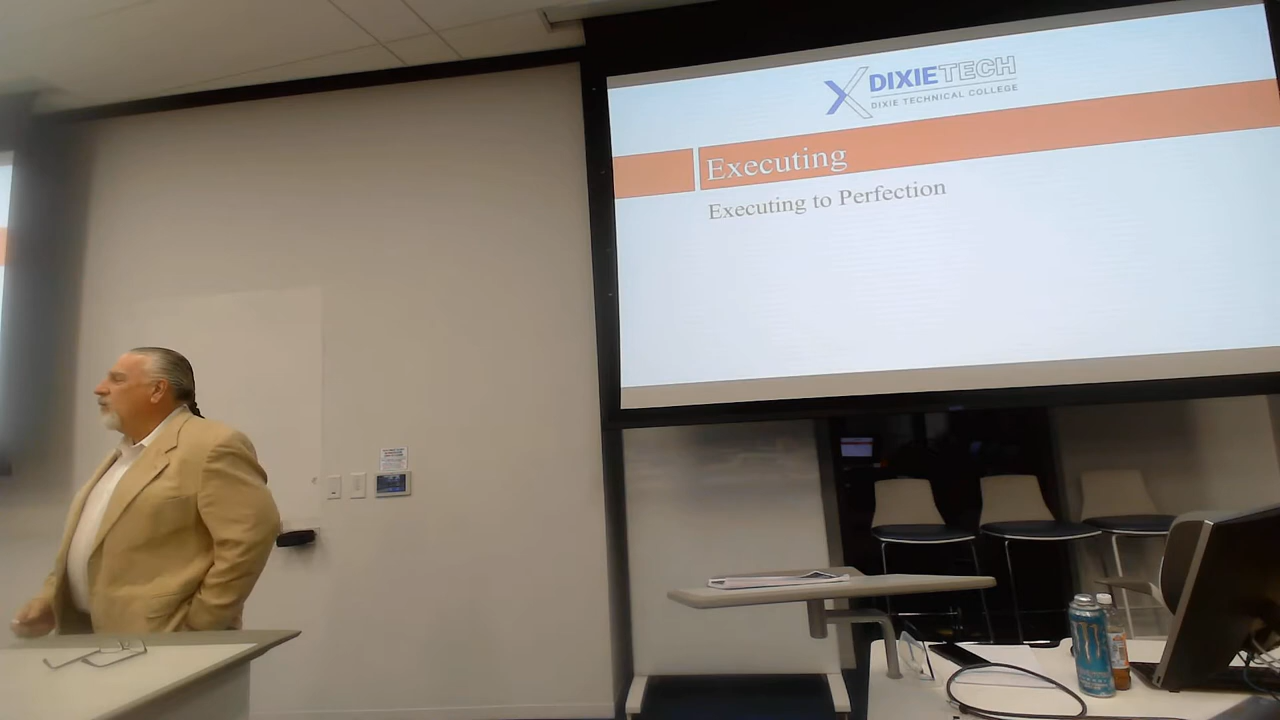 DIXIETECH
DIXIE TECHNICAL COLLEGE
Executing
Executing to Perfection